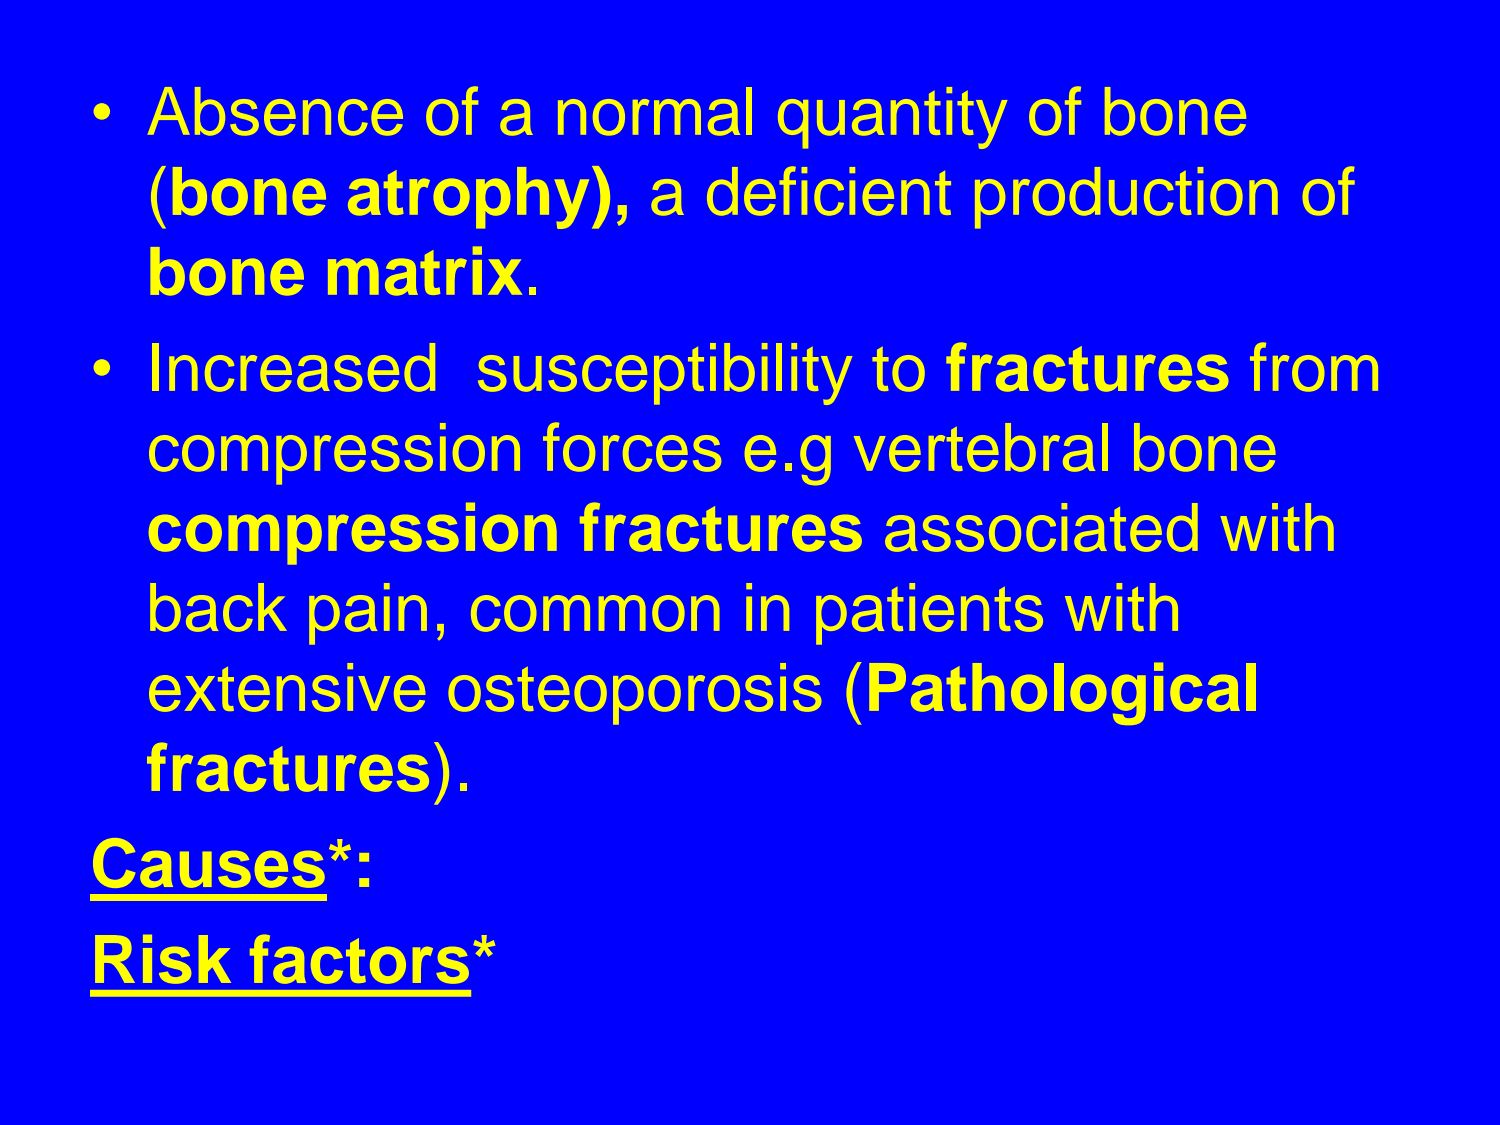 • Absence of a normal quantity of bone
(bone atrophy), a deficient production of
bone matrix.
• Increased  susceptibility to fractures from
compression forces e.g vertebral bone
compression fractures associated with
back pain, common in patients with
extensive osteoporosis (Pathological
fractures).
Causes*:
Risk factors*